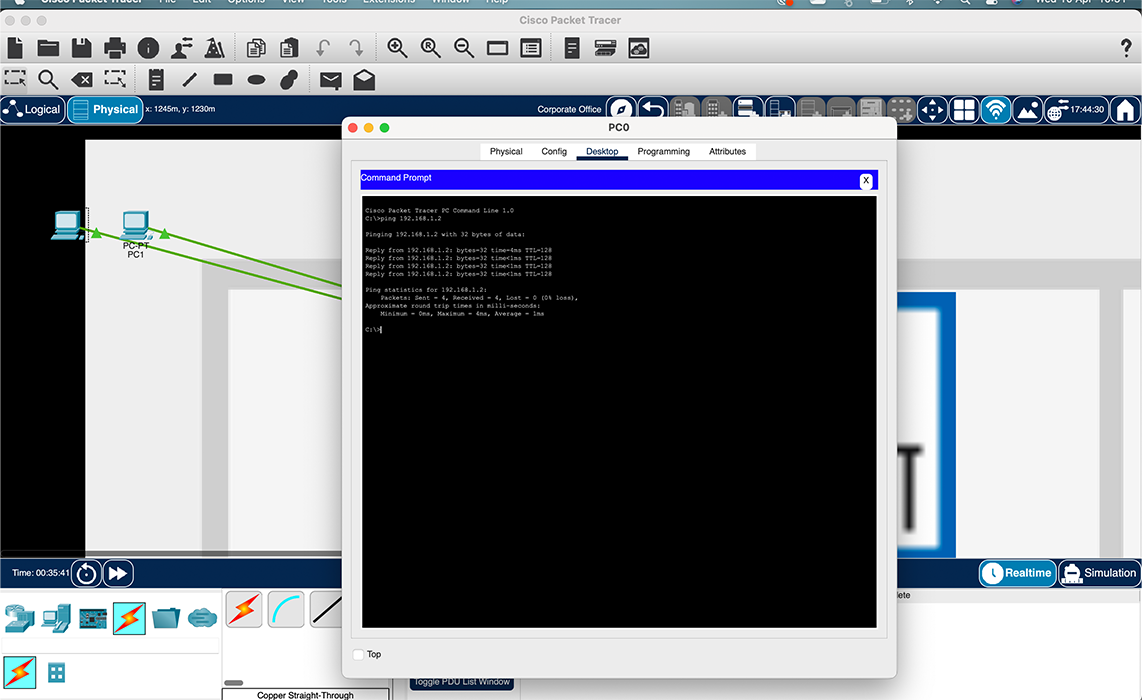 Cisco Packet Tracer File Edit Options View Tools Extensions Window Help Wed 10 Apr 16:51
Cisco Packet Tracer
?
Logical Physical x: 1245m, y: 1230m Corporate Office 17:44:30
PC0
Physical Config Desktop Programming Attributes
Command Prompt X
Cisco Packet Tracer PC Command Line 1.0
C:\>ping 192.168.1.2
Pinging 192.168.1.2 with 32 bytes of data:
Reply from 192.168.1.2: bytes=32 time=4ms TTL=128
Reply from 192.168.1.2: bytes=32 time<1ms TTL=128
Reply from 192.168.1.2: bytes=32 time<1ms TTL=128
Reply from 192.168.1.2: bytes=32 time<1ms TTL=128
Ping statistics for 192.168.1.2:
Packets: Sent = 4, Received = 4, Lost = 0 (0% loss),
Approximate round trip times in milli-seconds:
Minimum = 0ms, Maximum = 4ms, Average = 1ms
C:\>
PC-PT
PC1
T
Time: 00:35:41 Realtime Simulation
lete
Top
Toggle PDU List Window
Copper Straight-Through